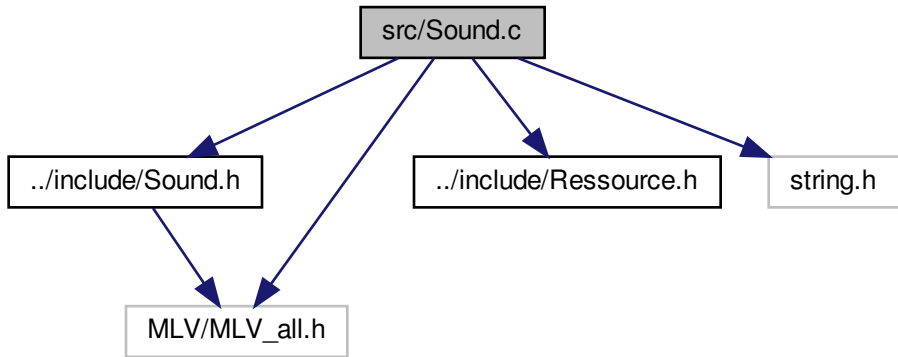 src/Sound.c
../include/Sound.h
../include/Ressource.h
string.h
MLV/MLV_all.h